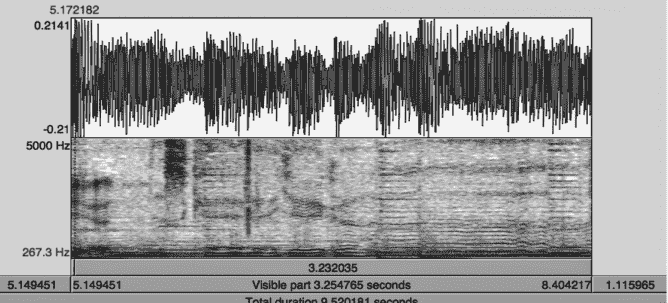 5.172182
0.2141
-0.21
5000 Hz
267.3 Hz
3.232035
5.149451 5.149451 Visible part 3.254765 seconds 8.404217 1.115965
Total duration 9.520181 seconds